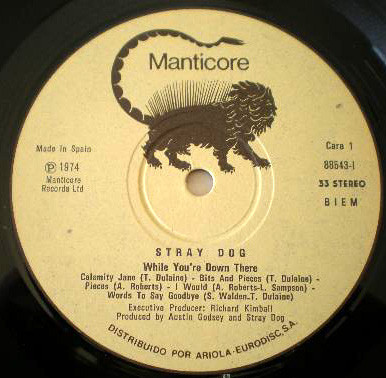 Manticore
Made in Spain
Ⓟ 1974
Manticore
Records Ltd
Cara 1
88543-I
33 STEREO
BIEM
STRAY DOG
While You're Down There
Calamity Jane (T. Dulaine) - Bits And Pieces (T. Dulaine) -
Pieces (A. Roberts) - I Would (A. Roberts-L. Sampson) -
Words To Say Goodbye (S. Walden-T. Dulaine)
Executive Producer: Richard Kimball
Produced by Austin Godsey and Stray Dog
DISTRIBUIDO POR ARIOLA-EURODISC, S.A.